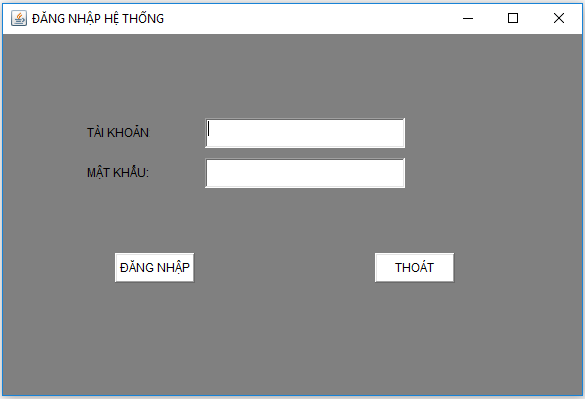 ĐĂNG NHẬP HỆ THỐNG
TÀI KHOẢN
MẬT KHẨU:
ĐĂNG NHẬP
THOÁT